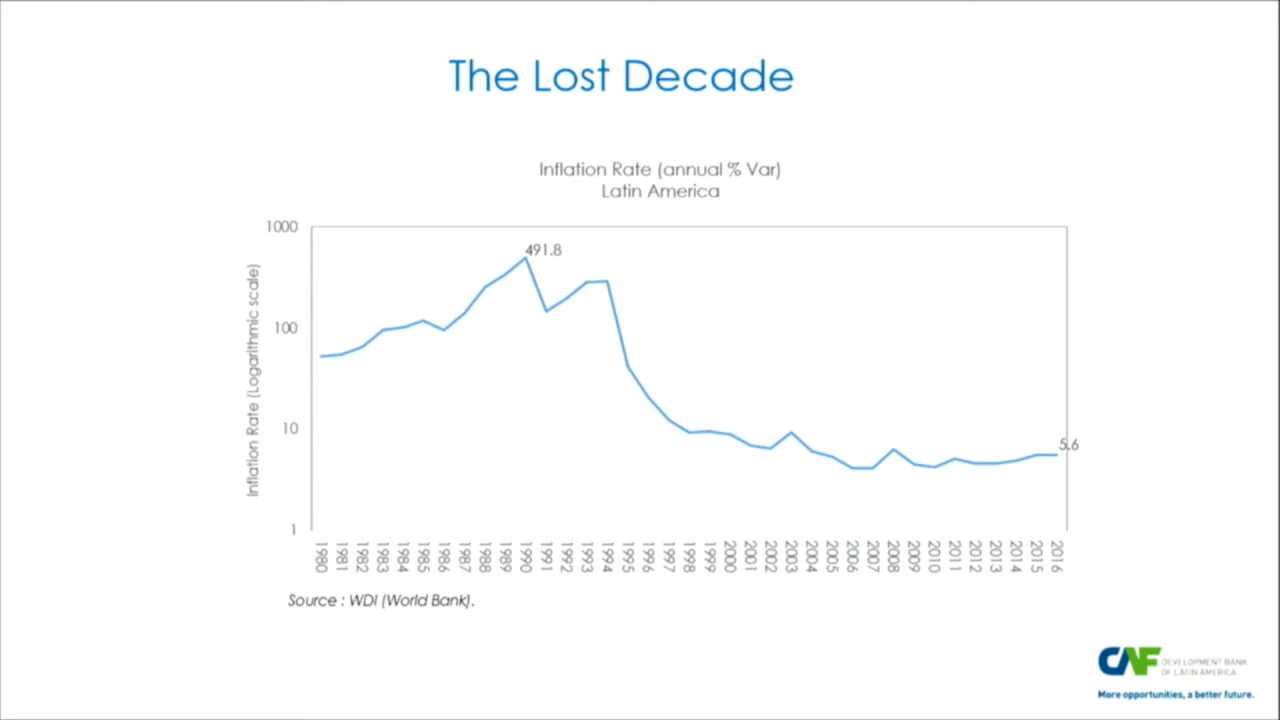 The Lost Decade
Inflation Rate (annual % Var)
Latin America
Inflation Rate (Logarithmic scale)
1000
100
10
1
491.8
5.6
1980 1981 1982 1983 1984 1985 1986 1987 1988 1989 1990 1991 1992 1993 1994 1995 1996 1997 1998 1999 2000 2001 2002 2003 2004 2005 2006 2007 2008 2009 2010 2011 2012 2013 2014 2015 2016
Source : WDI (World Bank).
CAF
DEVELOPMENT BANK
OF LATIN AMERICA
More opportunities, a better future.